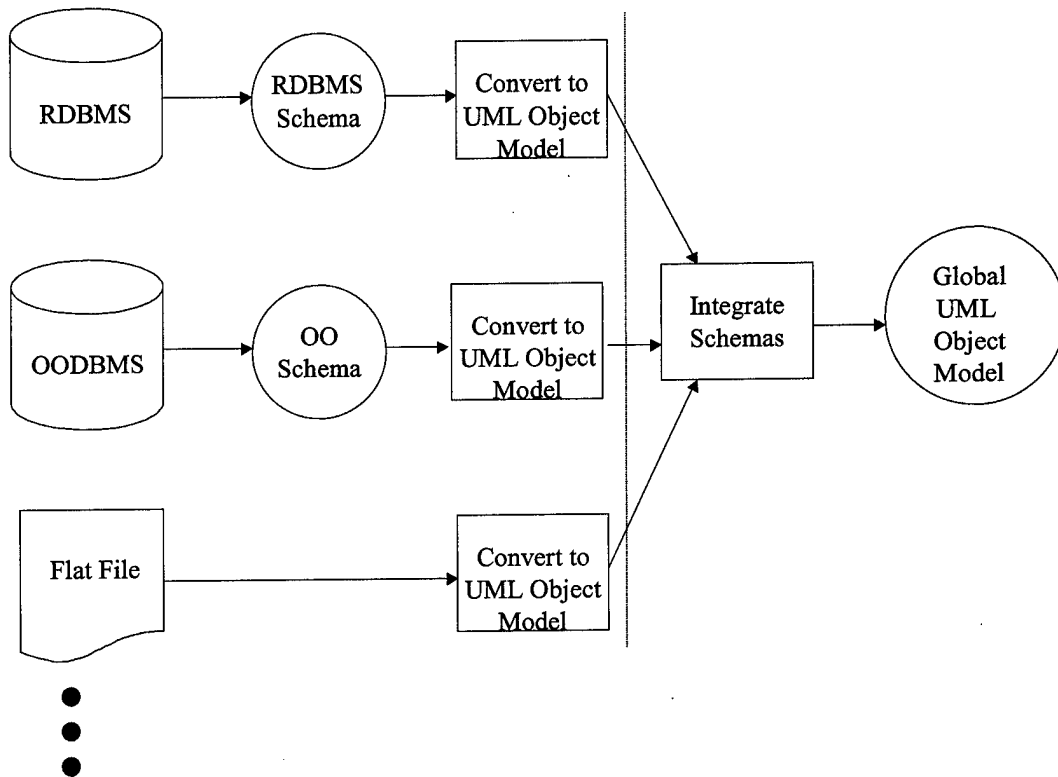 RDBMS
RDBMS
Schema
Convert to
UML Object
Model
OODBMS
OO
Schema
Convert to
UML Object
Model
Flat File
Convert to
UML Object
Model
Integrate
Schemas
Global
UML
Object
Model